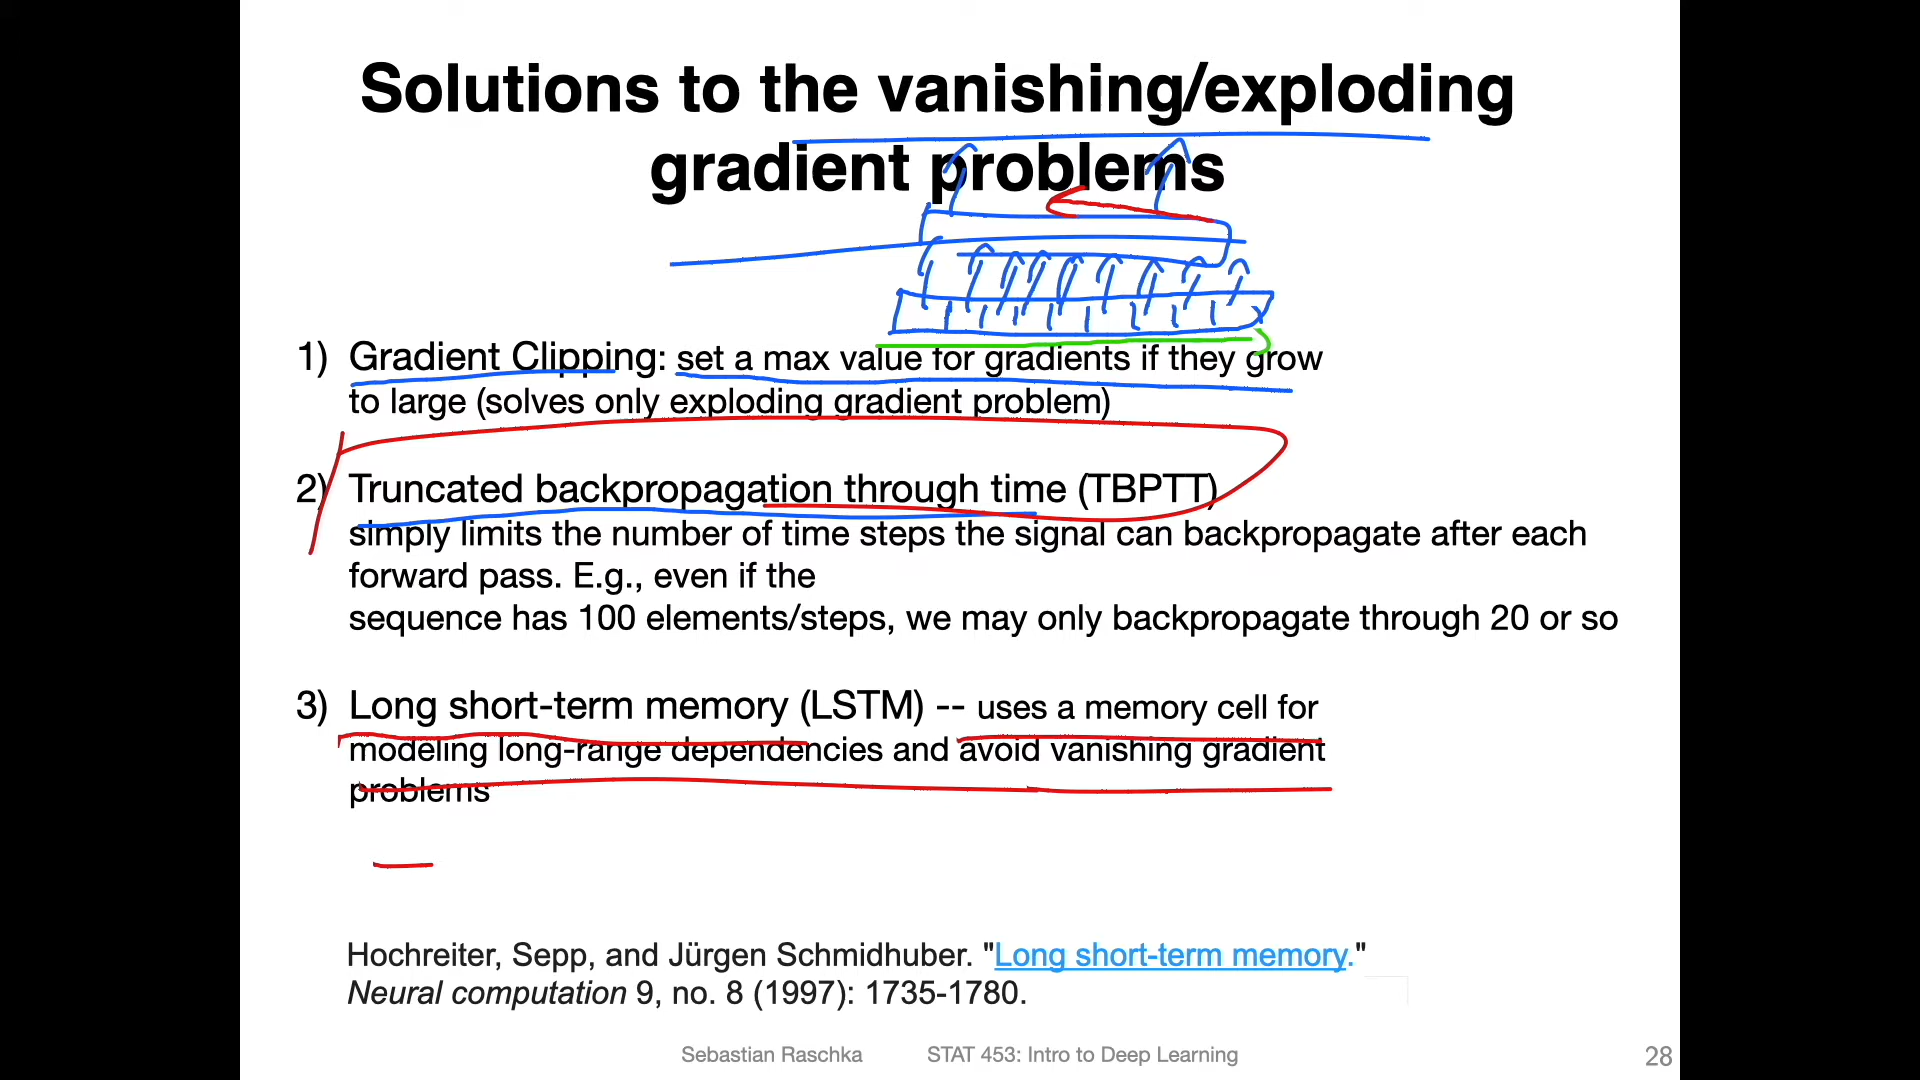 Solutions to the vanishing/exploding
gradient problems
1) Gradient Clipping: set a max value for gradients if they grow
to large (solves only exploding gradient problem)
2) Truncated backpropagation through time (TBPTT)
simply limits the number of time steps the signal can backpropagate after each
forward pass. E.g., even if the
sequence has 100 elements/steps, we may only backpropagate through 20 or so
3) Long short-term memory (LSTM) -- uses a memory cell for
modeling long-range dependencies and avoid vanishing gradient
problems
Hochreiter, Sepp, and Jürgen Schmidhuber. "Long short-term memory."
Neural computation 9, no. 8 (1997): 1735-1780.
Sebastian Raschka STAT 453: Intro to Deep Learning 28